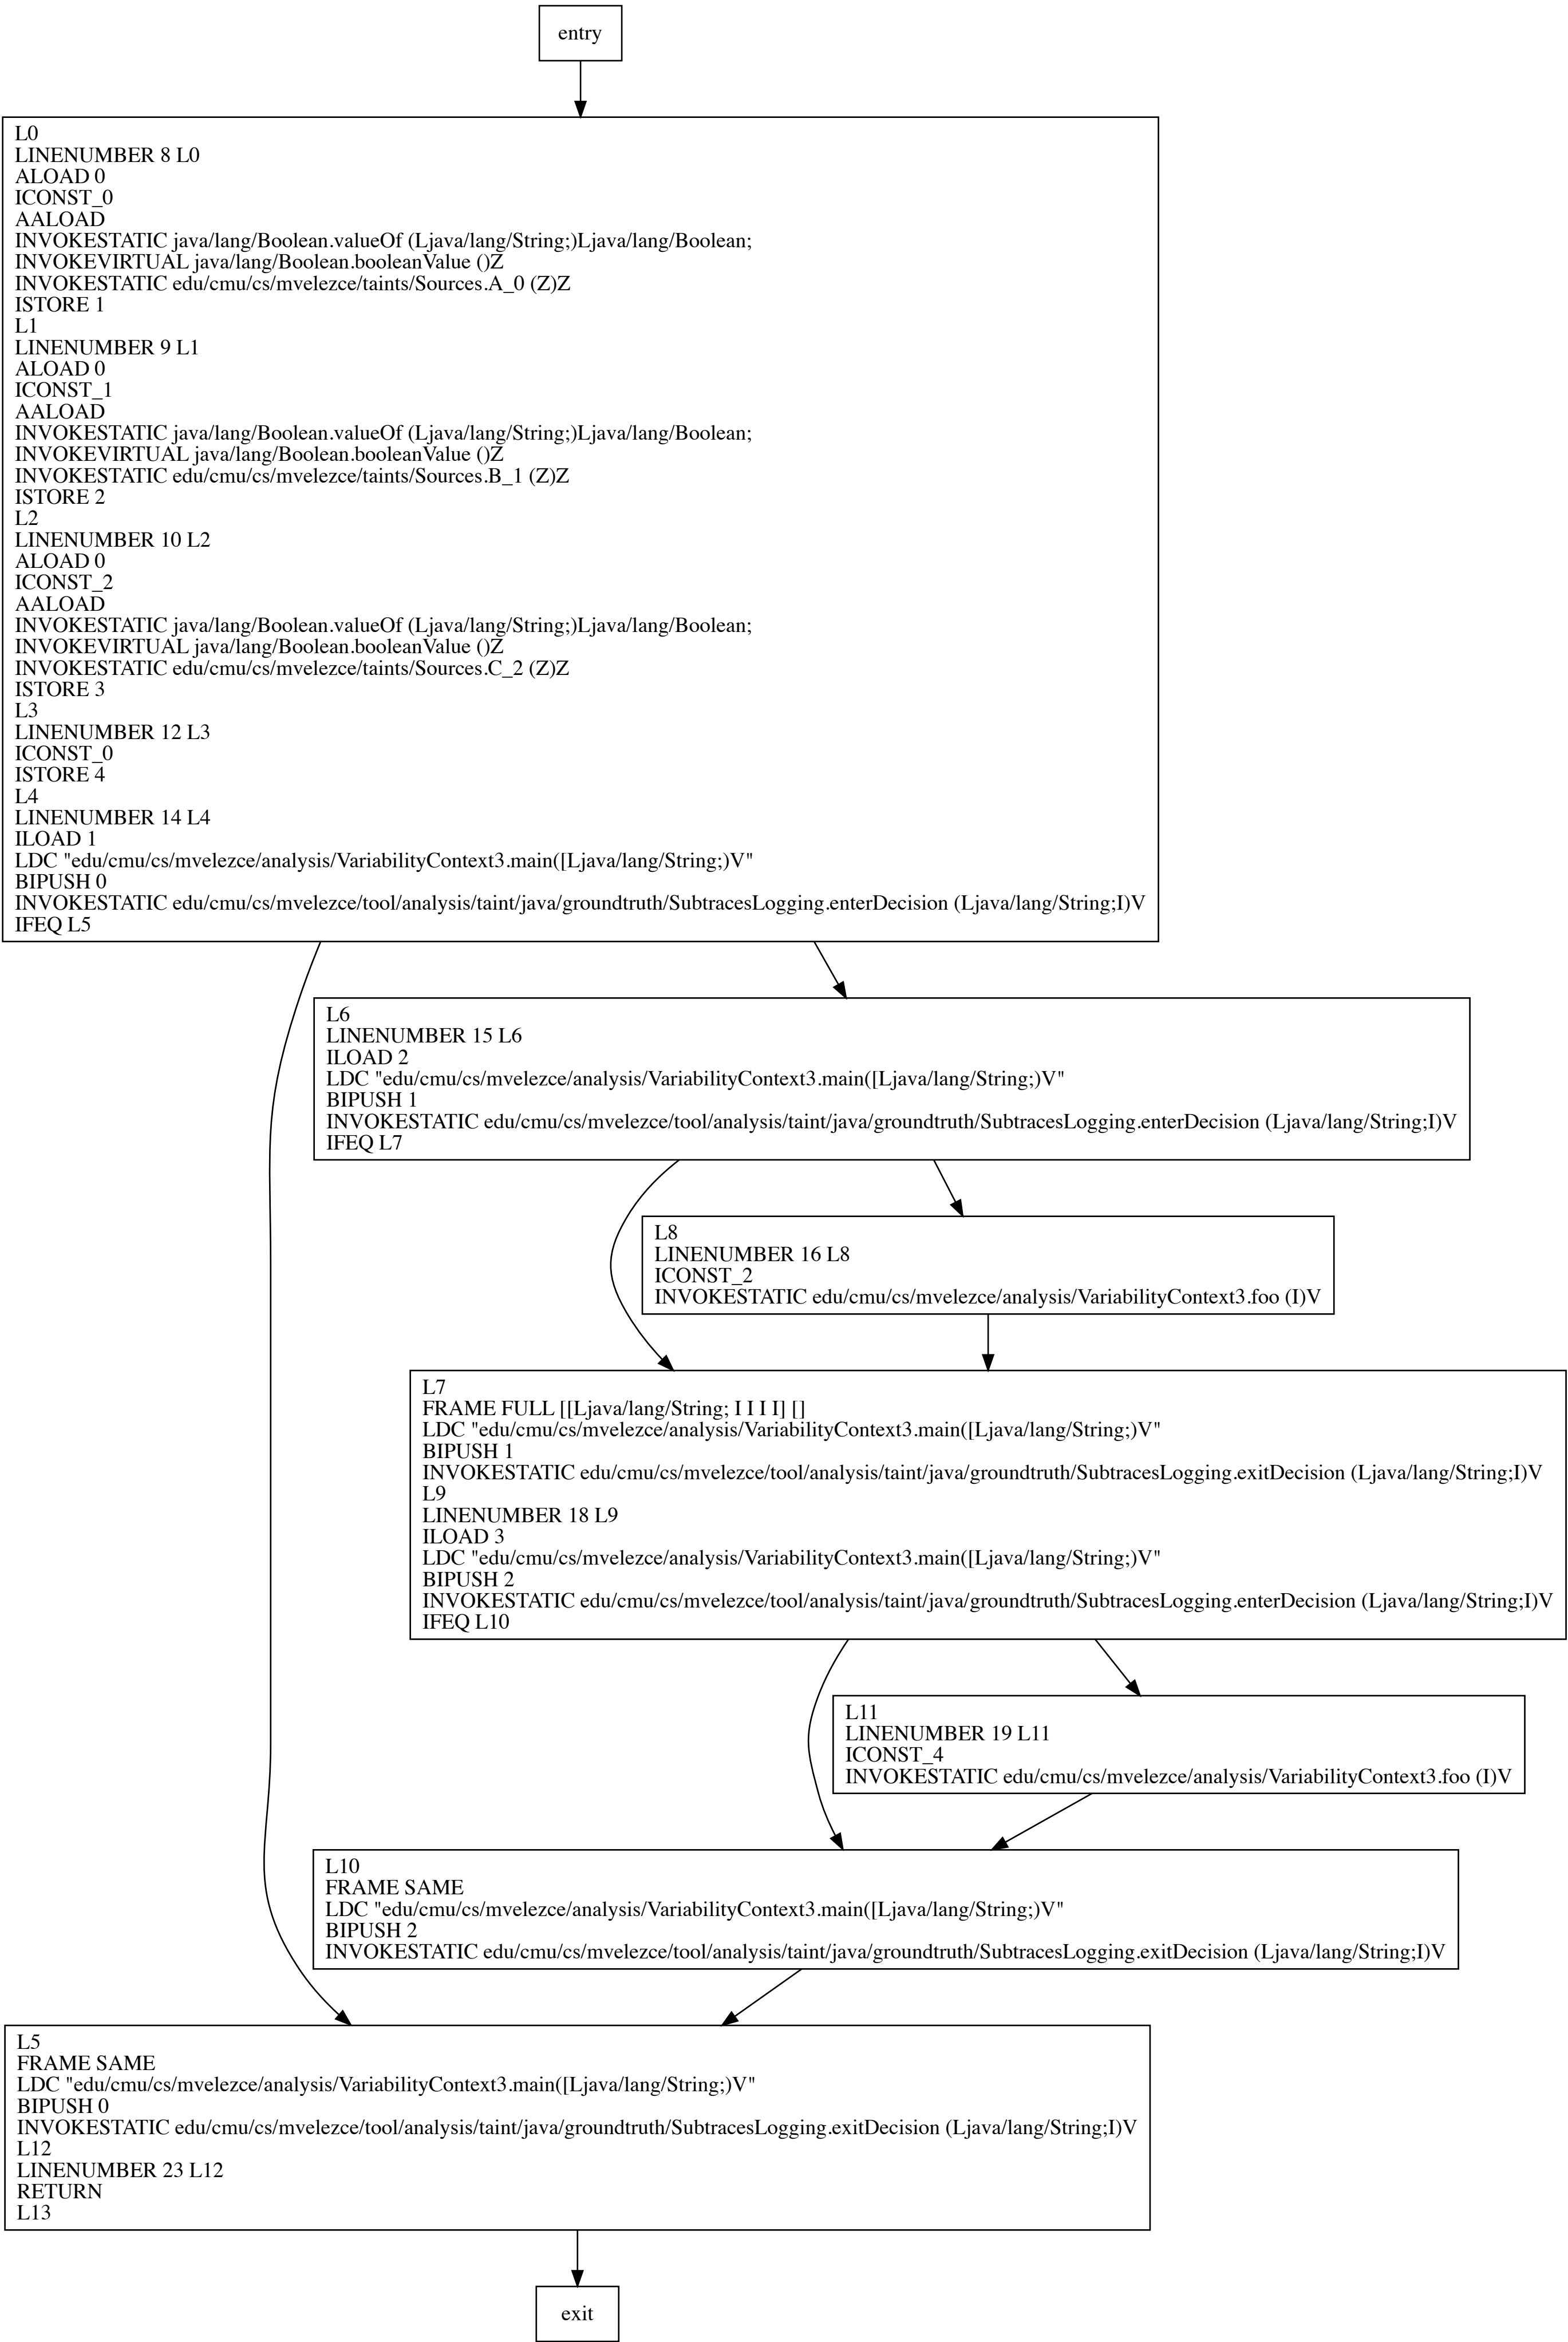 entry
L0
LINENUMBER 8 L0
ALOAD 0
ICONST_0
AALOAD
INVOKESTATIC java/lang/Boolean.valueOf (Ljava/lang/String;)Ljava/lang/Boolean;
INVOKEVIRTUAL java/lang/Boolean.booleanValue ()Z
INVOKESTATIC edu/cmu/cs/mvelezce/taints/Sources.A_0 (Z)Z
ISTORE 1
L1
LINENUMBER 9 L1
ALOAD 0
ICONST_1
AALOAD
INVOKESTATIC java/lang/Boolean.valueOf (Ljava/lang/String;)Ljava/lang/Boolean;
INVOKEVIRTUAL java/lang/Boolean.booleanValue ()Z
INVOKESTATIC edu/cmu/cs/mvelezce/taints/Sources.B_1 (Z)Z
ISTORE 2
L2
LINENUMBER 10 L2
ALOAD 0
ICONST_2
AALOAD
INVOKESTATIC java/lang/Boolean.valueOf (Ljava/lang/String;)Ljava/lang/Boolean;
INVOKEVIRTUAL java/lang/Boolean.booleanValue ()Z
INVOKESTATIC edu/cmu/cs/mvelezce/taints/Sources.C_2 (Z)Z
ISTORE 3
L3
LINENUMBER 12 L3
ICONST_0
ISTORE 4
L4
LINENUMBER 14 L4
ILOAD 1
LDC "edu/cmu/cs/mvelezce/analysis/VariabilityContext3.main([Ljava/lang/String;)V"
BIPUSH 0
INVOKESTATIC edu/cmu/cs/mvelezce/tool/analysis/taint/java/groundtruth/SubtracesLogging.enterDecision (Ljava/lang/String;I)V
IFEQ L5
L6
LINENUMBER 15 L6
ILOAD 2
LDC "edu/cmu/cs/mvelezce/analysis/VariabilityContext3.main([Ljava/lang/String;)V"
BIPUSH 1
INVOKESTATIC edu/cmu/cs/mvelezce/tool/analysis/taint/java/groundtruth/SubtracesLogging.enterDecision (Ljava/lang/String;I)V
IFEQ L7
L8
LINENUMBER 16 L8
ICONST_2
INVOKESTATIC edu/cmu/cs/mvelezce/analysis/VariabilityContext3.foo (I)V
L7
FRAME FULL [[Ljava/lang/String; I I I I] []
LDC "edu/cmu/cs/mvelezce/analysis/VariabilityContext3.main([Ljava/lang/String;)V"
BIPUSH 1
INVOKESTATIC edu/cmu/cs/mvelezce/tool/analysis/taint/java/groundtruth/SubtracesLogging.exitDecision (Ljava/lang/String;I)V
L9
LINENUMBER 18 L9
ILOAD 3
LDC "edu/cmu/cs/mvelezce/analysis/VariabilityContext3.main([Ljava/lang/String;)V"
BIPUSH 2
INVOKESTATIC edu/cmu/cs/mvelezce/tool/analysis/taint/java/groundtruth/SubtracesLogging.enterDecision (Ljava/lang/String;I)V
IFEQ L10
L11
LINENUMBER 19 L11
ICONST_4
INVOKESTATIC edu/cmu/cs/mvelezce/analysis/VariabilityContext3.foo (I)V
L10
FRAME SAME
LDC "edu/cmu/cs/mvelezce/analysis/VariabilityContext3.main([Ljava/lang/String;)V"
BIPUSH 2
INVOKESTATIC edu/cmu/cs/mvelezce/tool/analysis/taint/java/groundtruth/SubtracesLogging.exitDecision (Ljava/lang/String;I)V
L5
FRAME SAME
LDC "edu/cmu/cs/mvelezce/analysis/VariabilityContext3.main([Ljava/lang/String;)V"
BIPUSH 0
INVOKESTATIC edu/cmu/cs/mvelezce/tool/analysis/taint/java/groundtruth/SubtracesLogging.exitDecision (Ljava/lang/String;I)V
L12
LINENUMBER 23 L12
RETURN
L13
exit